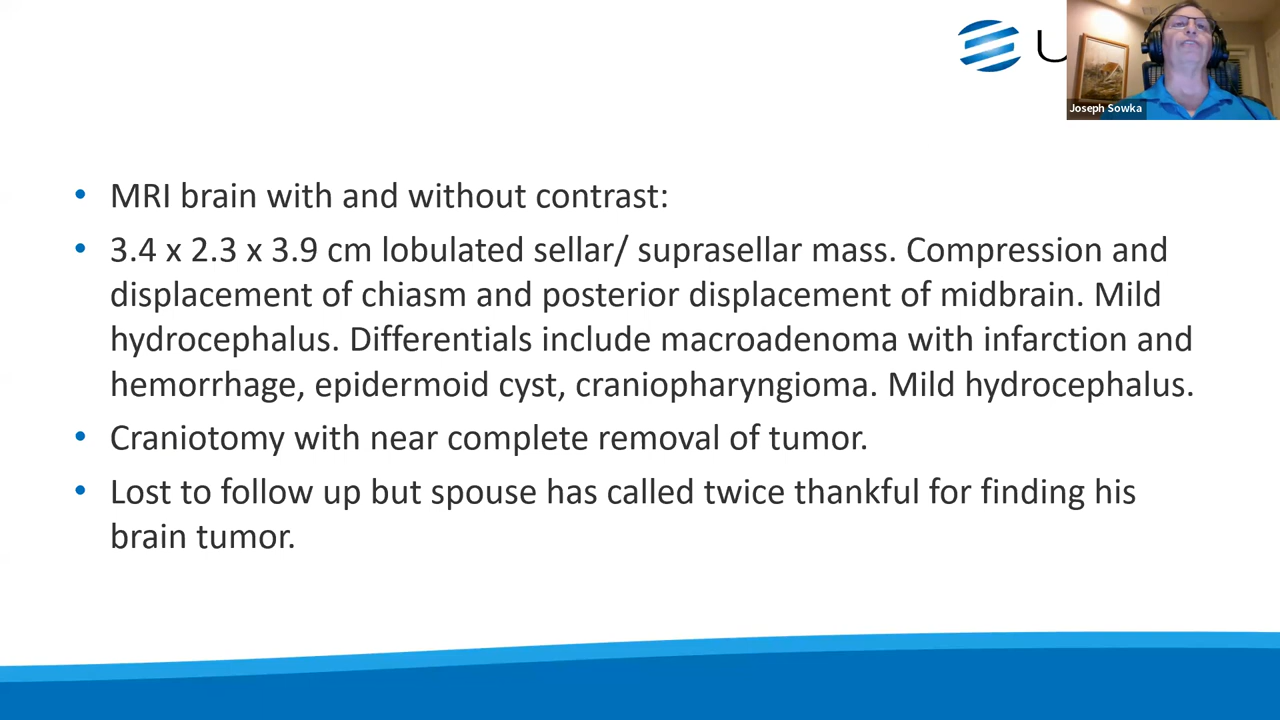 U
Joseph Sowka
• MRI brain with and without contrast:
• 3.4 x 2.3 x 3.9 cm lobulated sellar/ suprasellar mass. Compression and
displacement of chiasm and posterior displacement of midbrain. Mild
hydrocephalus. Differentials include macroadenoma with infarction and
hemorrhage, epidermoid cyst, craniopharyngioma. Mild hydrocephalus.
• Craniotomy with near complete removal of tumor.
• Lost to follow up but spouse has called twice thankful for finding his
brain tumor.